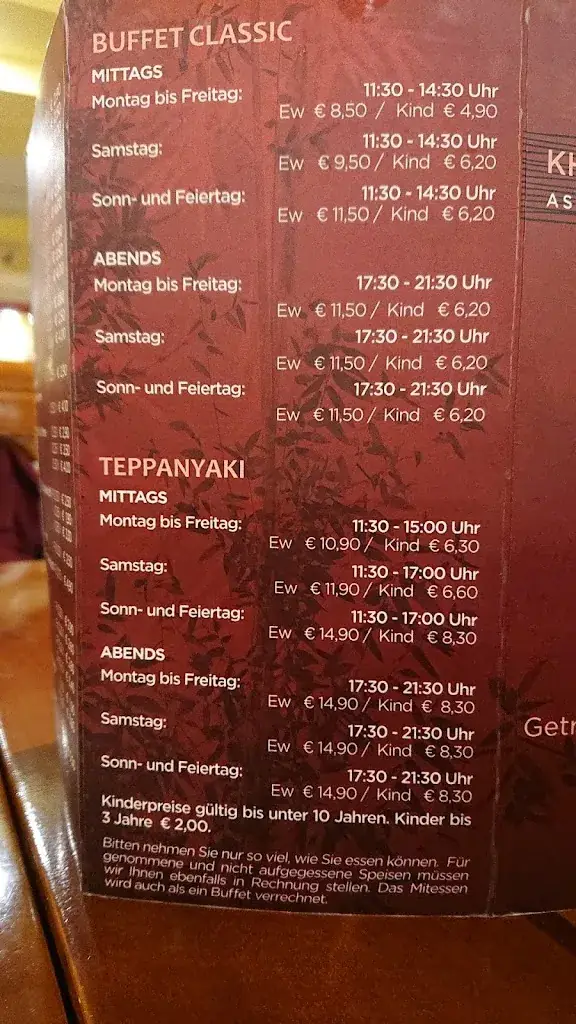 BUFFET CLASSIC
MITTAGS
Montag bis Freitag: 11:30 - 14:30 Uhr
Ew € 8,50 / Kind € 4,90
Samstag: 11:30 - 14:30 Uhr
Ew € 9,50 / Kind € 6,20
Sonn- und Feiertag: 11:30 - 14:30 Uhr
Ew € 11,50 / Kind € 6,20
ABENDS
Montag bis Freitag: 17:30 - 21:30 Uhr
Ew € 11,50 / Kind € 6,20
Samstag: 17:30 - 21:30 Uhr
Ew € 11,50 / Kind € 6,20
Sonn- und Feiertag: 17:30 - 21:30 Uhr
Ew € 11,50 / Kind € 6,20
TEPPANYAKI
MITTAGS
Montag bis Freitag: 11:30 - 15:00 Uhr
Ew € 10,90 / Kind € 6,30
Samstag: 11:30 - 17:00 Uhr
Ew € 11,90 / Kind € 6,60
Sonn- und Feiertag: 11:30 - 17:00 Uhr
Ew € 14,90 / Kind € 8,30
ABENDS
Montag bis Freitag: 17:30 - 21:30 Uhr
Ew € 14,90 / Kind € 8,30
Samstag: 17:30 - 21:30 Uhr
Ew € 14,90 / Kind € 8,30
Sonn- und Feiertag: 17:30 - 21:30 Uhr
Ew € 14,90 / Kind € 8,30
Kinderpreise gültig bis unter 10 Jahren. Kinder bis
3 Jahre € 2,00.
Bitten nehmen Sie nur so viel, wie Sie essen können. Für
genommene und nicht aufgegessene Speisen müssen
wir Ihnen ebenfalls in Rechnung stellen. Das Mitessen
wird auch als ein Buffet verrechnet.
KH
AS
Getr